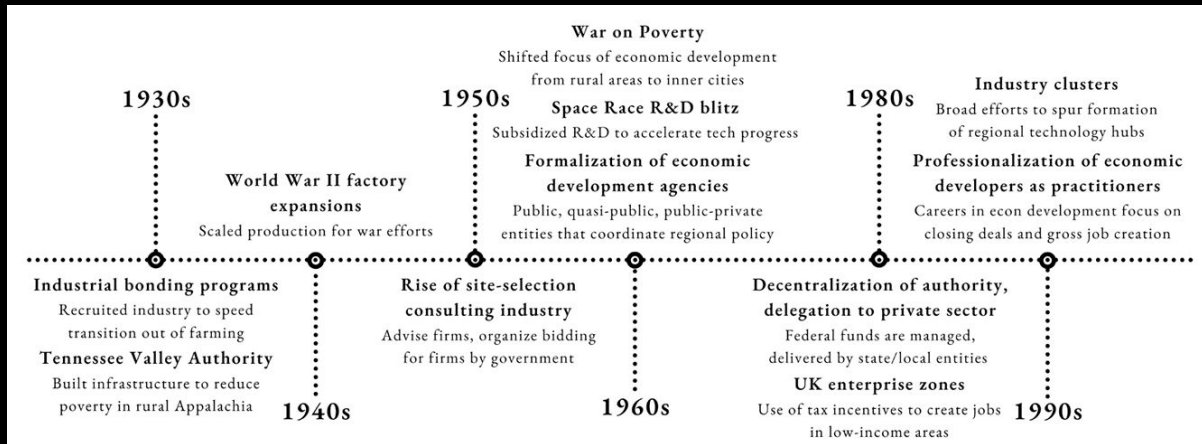 1930s
Industrial bonding programs
Recruited industry to speed
transition out of farming
Tennessee Valley Authority
Built infrastructure to reduce
poverty in rural Appalachia
World War II factory
expansions
Scaled production for war efforts
1940s
1950s
Rise of site-selection
consulting industry
Advise firms, organize bidding
for firms by government
War on Poverty
Shifted focus of economic development
from rural areas to inner cities
Space Race R&D blitz
Subsidized R&D to accelerate tech progress
Formalization of economic
development agencies
Public, quasi-public, public-private
entities that coordinate regional policy
1960s
1980s
Decentralization of authority,
delegation to private sector
Federal funds are managed,
delivered by state/local entities
UK enterprise zones
Use of tax incentives to create jobs
in low-income areas
Industry clusters
Broad efforts to spur formation
of regional technology hubs
Professionalization of economic
developers as practitioners
Careers in econ development focus on
closing deals and gross job creation
1990s